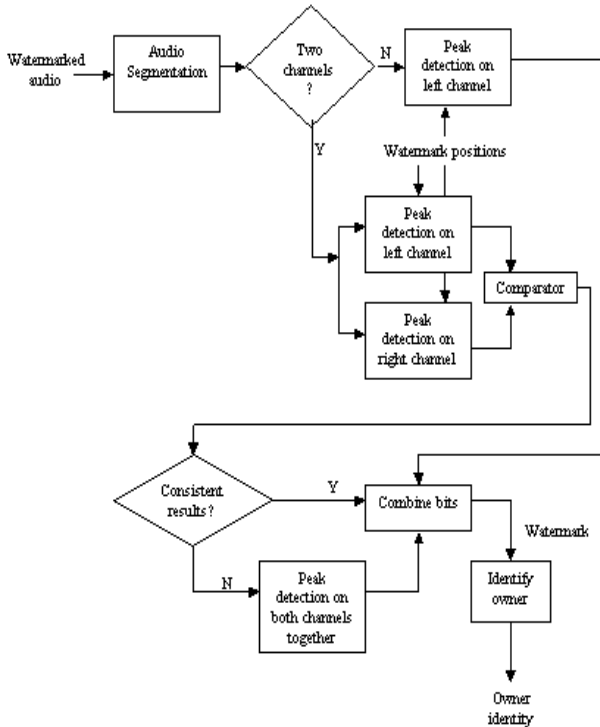 Watermarked
audio
Audio
Segmentation
Two
channels
?
N
Peak
detection on
left channel
Y
Watermark positions
Peak
detection on
left channel
Comparator
Peak
detection on
right channel
Consistent
results?
Y
Combine bits
Watermark
N
Peak
detection on
both channels
together
Identify
owner
Owner
identity